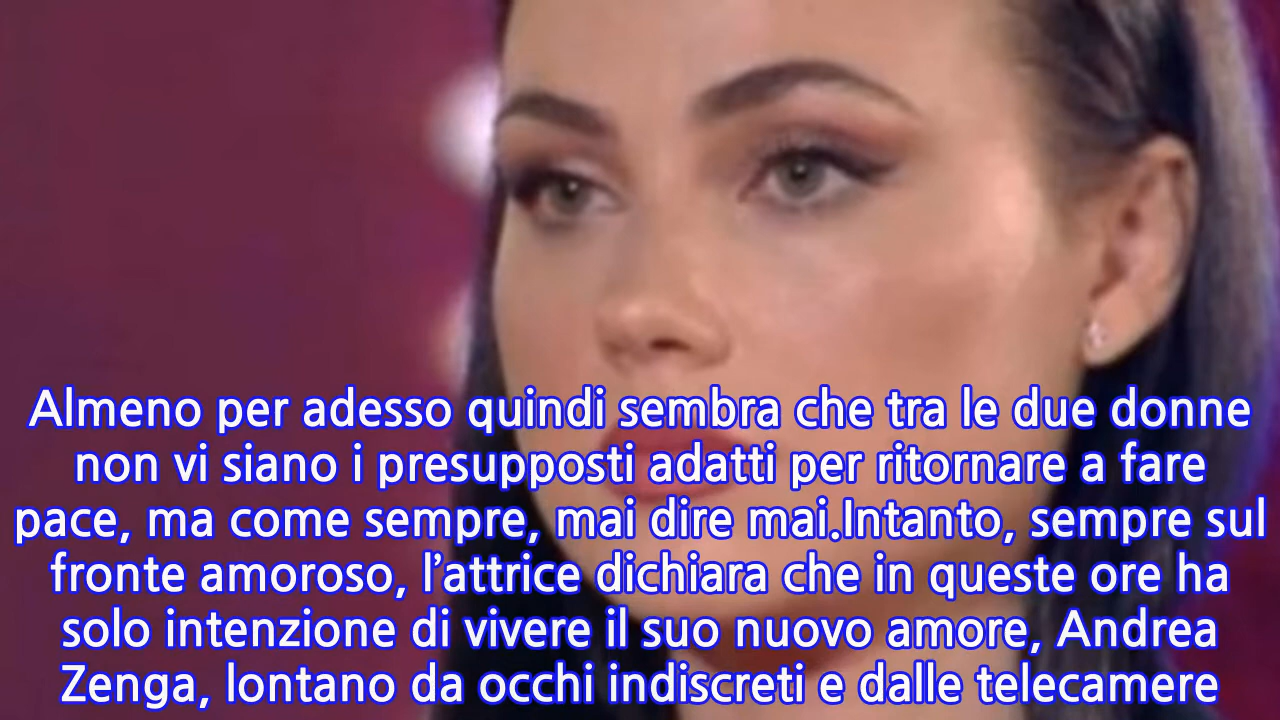 Almeno per adesso quindi sembra che tra le due donne
non vi siano i presupposti adatti per ritornare a fare
pace, ma come sempre, mai dire mai.Intanto, sempre sul
fronte amoroso, l’attrice dichiara che in queste ore ha
solo intenzione di vivere il suo nuovo amore, Andrea
Zenga, lontano da occhi indiscreti e dalle telecamere